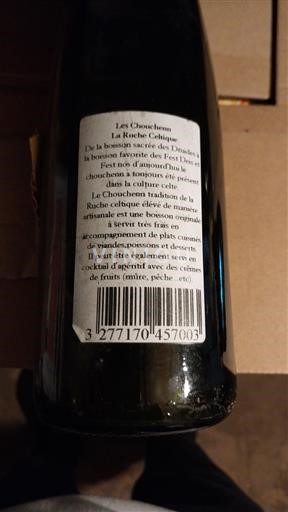 Les Chouchenn
La Ruche Celtique
De la boisson sacrée des Druides à
la boisson favorite des Fest Deis et
Fest nos d'aujourd'hui le
chouchenn a toujours été présent
dans la culture celte.
Le Chouchenn tradition de la
Ruche celtique élevé de manière
artisanale est une boisson originale
à servir très frais en
accompagnement de plats cuisinés
de viandes,poissons et desserts
Il peut être également servi en
cocktail d'apéritif avec des crèmes
de fruits (mûre, pêche...etc)
3 277170 457003